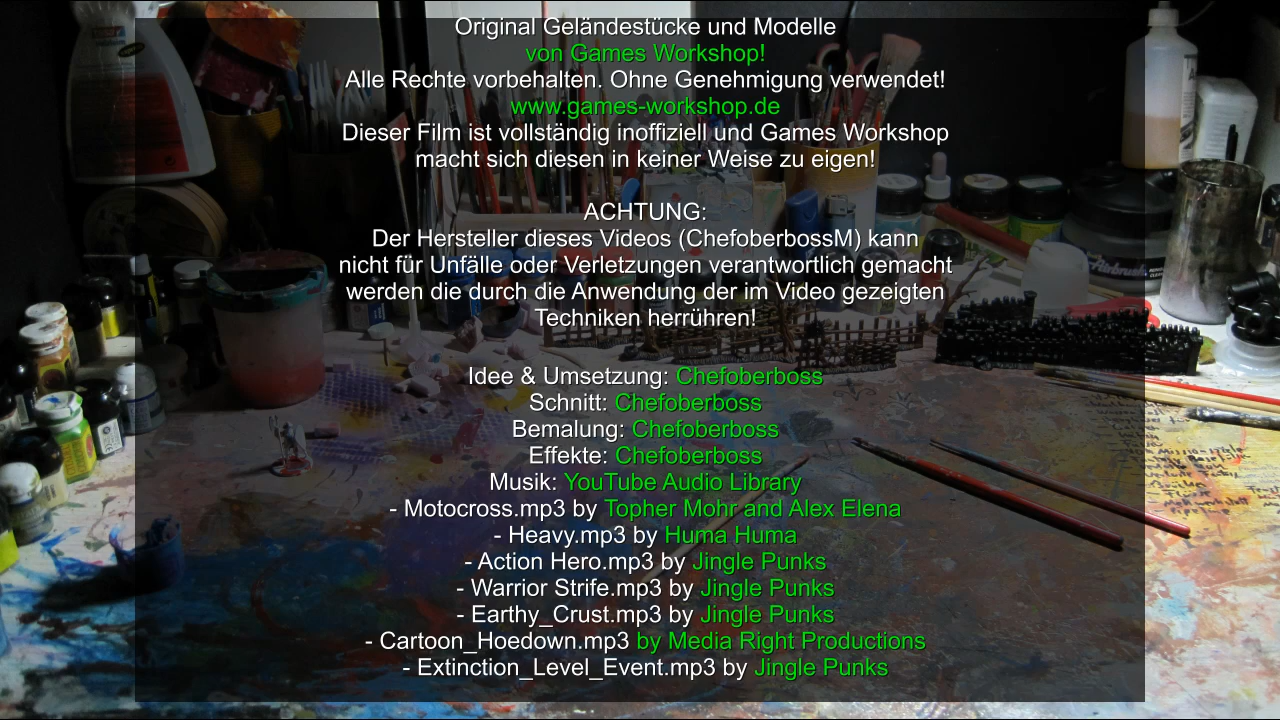 Original Geländestücke und Modelle
von Games Workshop!
Alle Rechte vorbehalten. Ohne Genehmigung verwendet!
www.games-workshop.de
Dieser Film ist vollständig inoffiziell und Games Workshop
macht sich diesen in keiner Weise zu eigen!
ACHTUNG:
Der Hersteller dieses Videos (ChefoberbossM) kann
nicht für Unfälle oder Verletzungen verantwortlich gemacht
werden die durch die Anwendung der im Video gezeigten
Techniken herrühren!
Idee & Umsetzung: Chefoberboss
Schnitt: Chefoberboss
Bemalung: Chefoberboss
Effekte: Chefoberboss
Musik: YouTube Audio Library
- Motocross.mp3 by Topher Mohr and Alex Elena
- Heavy.mp3 by Huma Huma
- Action Hero.mp3 by Jingle Punks
- Warrior Strife.mp3 by Jingle Punks
- Earthy_Crust.mp3 by Jingle Punks
- Cartoon_Hoedown.mp3 by Media Right Productions
- Extinction_Level_Event.mp3 by Jingle Punks
Airbrush